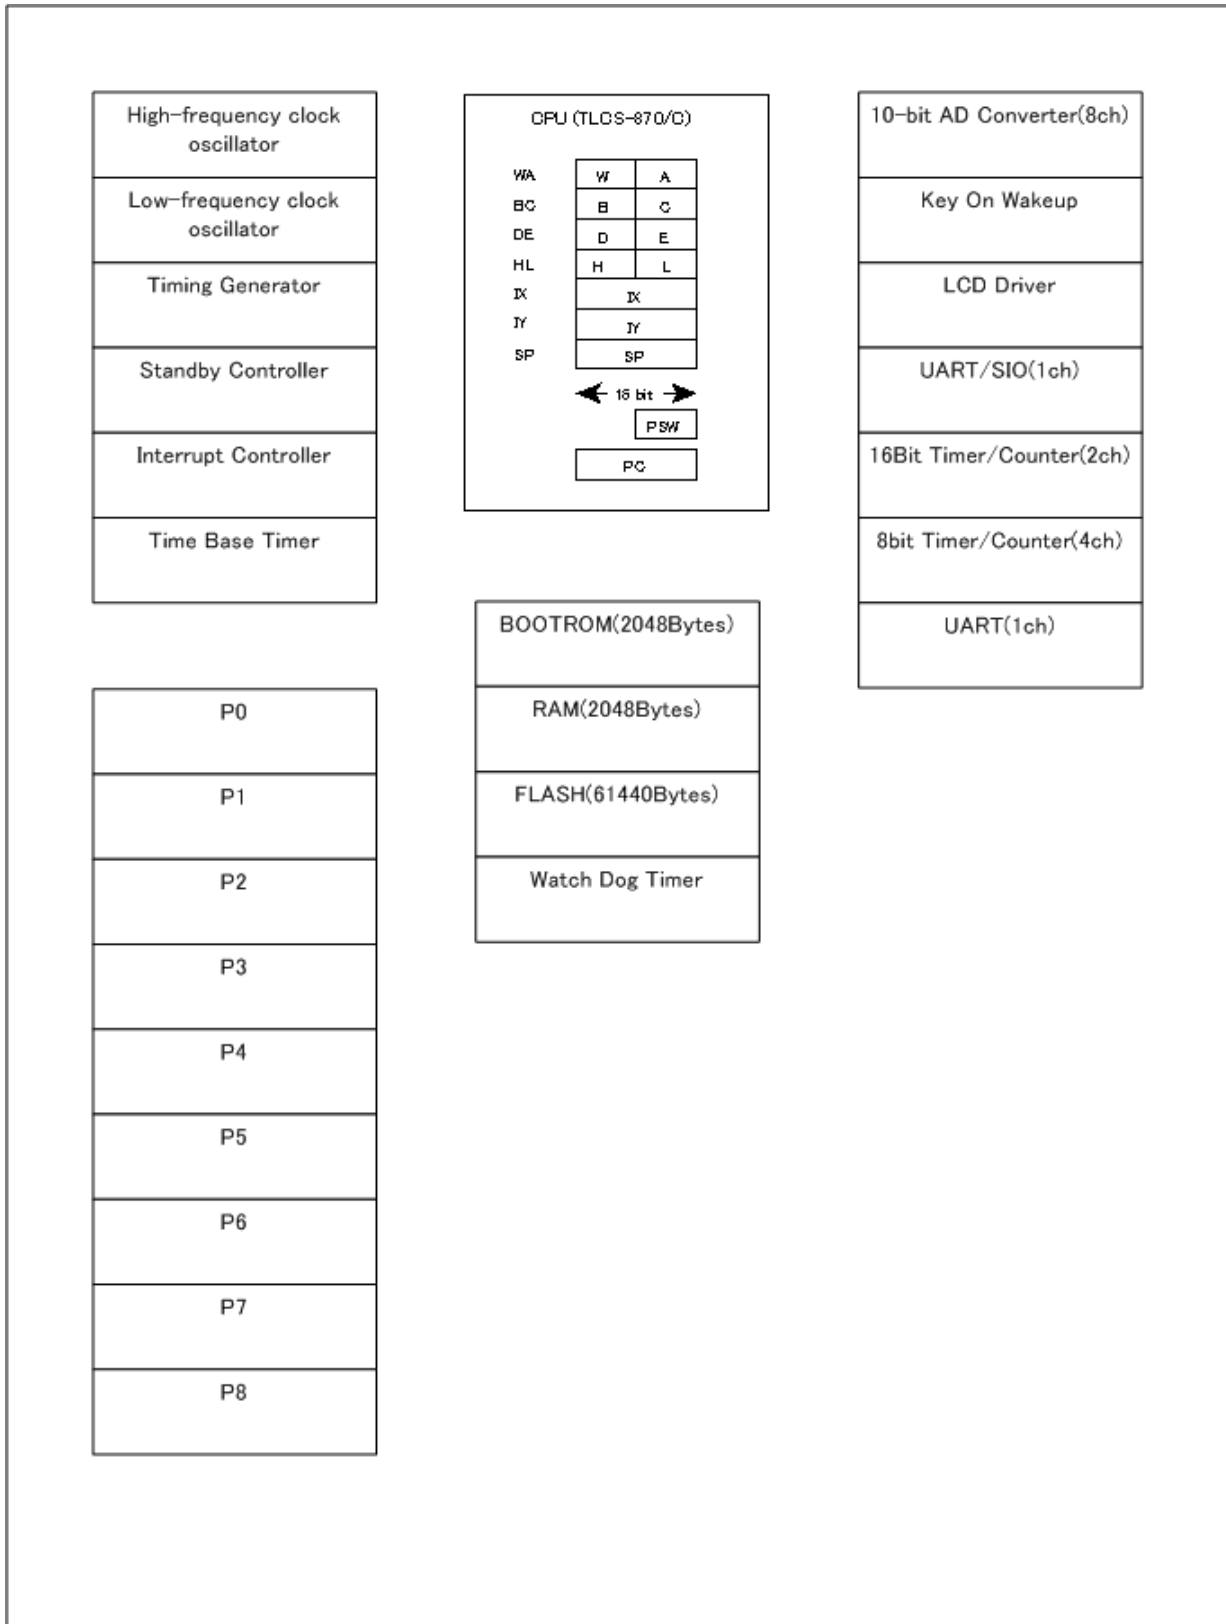 High-frequency clock
oscillator
Low-frequency clock
oscillator
Timing Generator
Standby Controller
Interrupt Controller
Time Base Timer
P0
P1
P2
P3
P4
P5
P6
P7
P8
CPU (TLCS-870/C)
WA W A
BC B C
DE D E
HL H L
IX IX
IY IY
SP SP
16 bit
PSW
PC
BOOTROM(2048Bytes)
RAM(2048Bytes)
FLASH(61440Bytes)
Watch Dog Timer
10-bit AD Converter(8ch)
Key On Wakeup
LCD Driver
UART/SIO(1ch)
16Bit Timer/Counter(2ch)
8bit Timer/Counter(4ch)
UART(1ch)